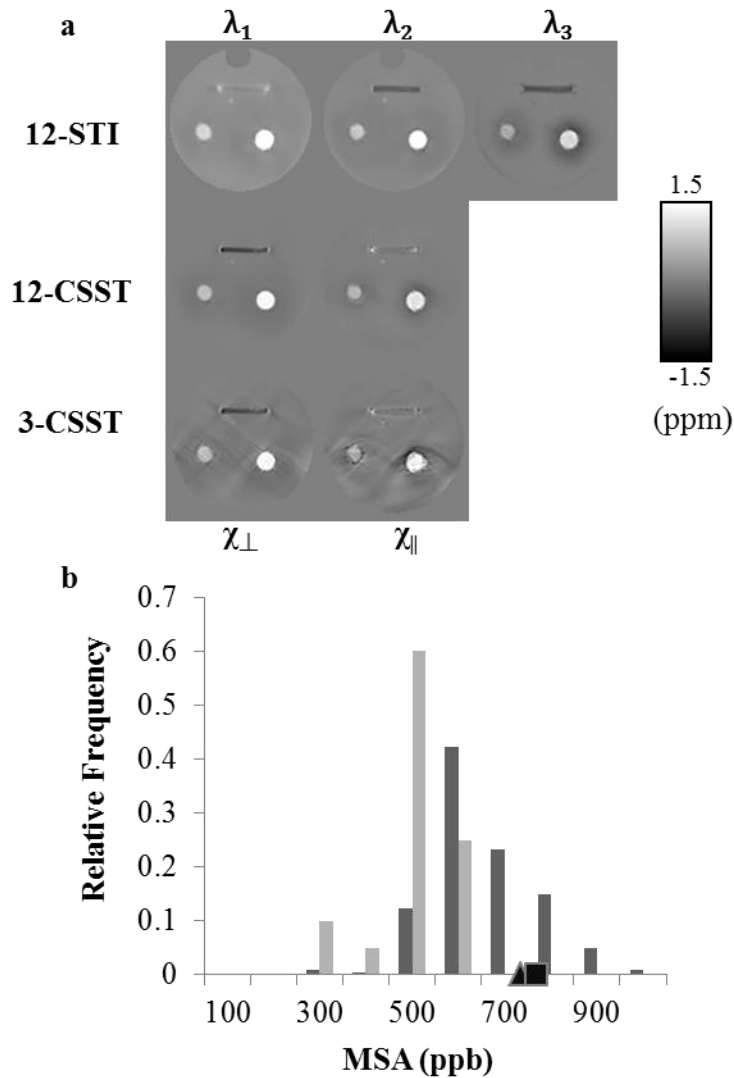 a
λ₁ λ₂ λ₃
12-STI
12-CSST
3-CSST
1.5
-1.5
(ppm)
χ⊥ χ∥
b
0.7
0.6
0.5
0.4
0.3
0.2
0.1
0
Relative Frequency
100 300 500 700 900
MSA (ppb)